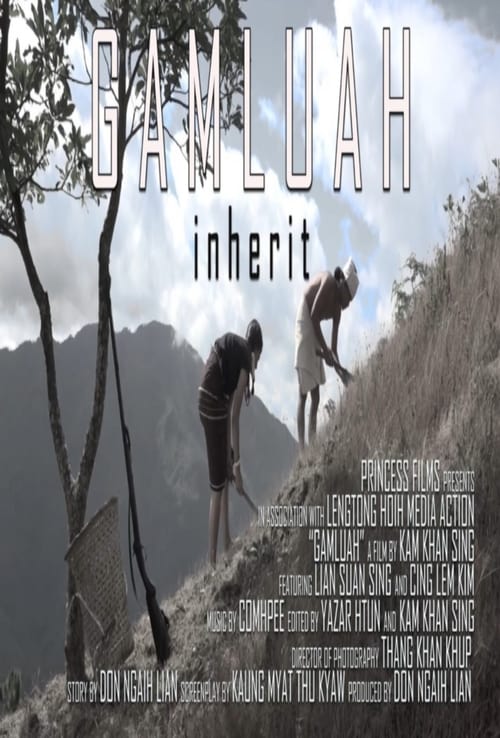 GAMLUAH
inherit
PRINCESS FILMS PRESENTS
IN ASSOCIATION WITH LENGTONG HOIH MEDIA ACTION
"GAMLUAH" A FILM BY KAM KHAN SING
FEATURING LIAN SUAN SING AND CING LEM KIM
MUSIC BY COMHPEE EDITED BY YAZAR HTUN AND KAM KHAN SING
DIRECTOR OF PHOTOGRAPHY THANG KHAN KHUP
STORY BY DON NGAIH LIAN SCREENPLAY BY KAUNG MYAT THU KYAW PRODUCED BY DON NGAIH LIAN